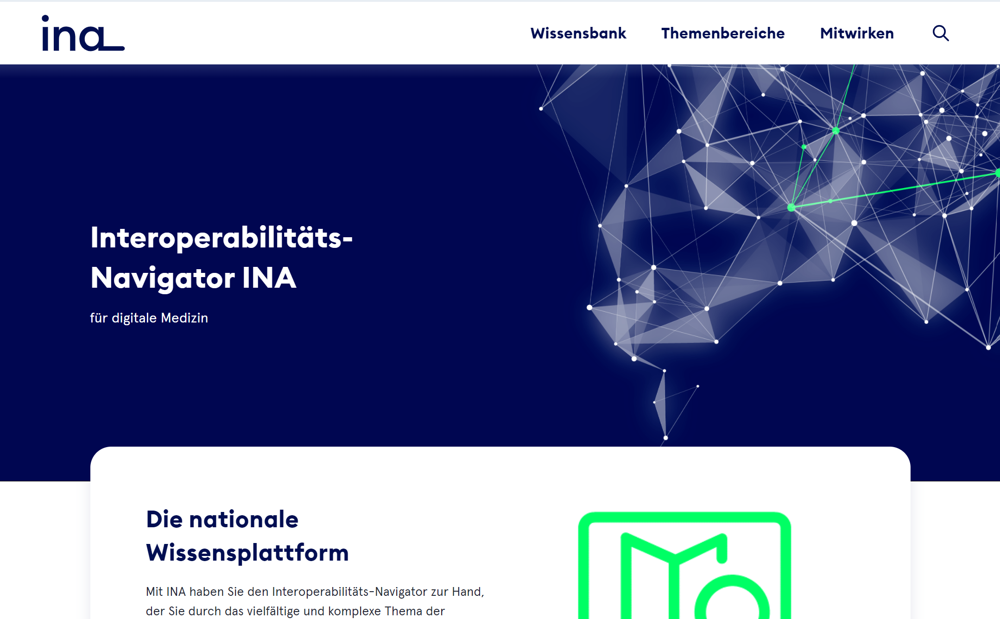 ina
Wissensbank Themenbereiche Mitwirken
Interoperabilitäts-
Navigator INA
für digitale Medizin
Die nationale
Wissensplattform
Mit INA haben Sie den Interoperabilitäts-Navigator zur Hand,
der Sie durch das vielfältige und komplexe Thema der